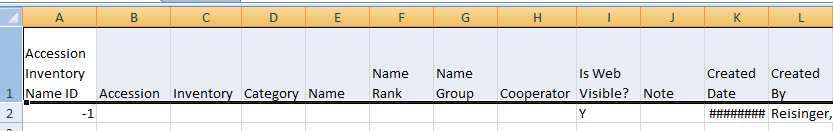 A B C D E F G H I J K L
1 Accession Inventory Name ID Accession Inventory Category Name Name Rank Name Group Cooperator Is Web Visible? Note Created Date Created By
2 -1 Y ######## Reisinger,